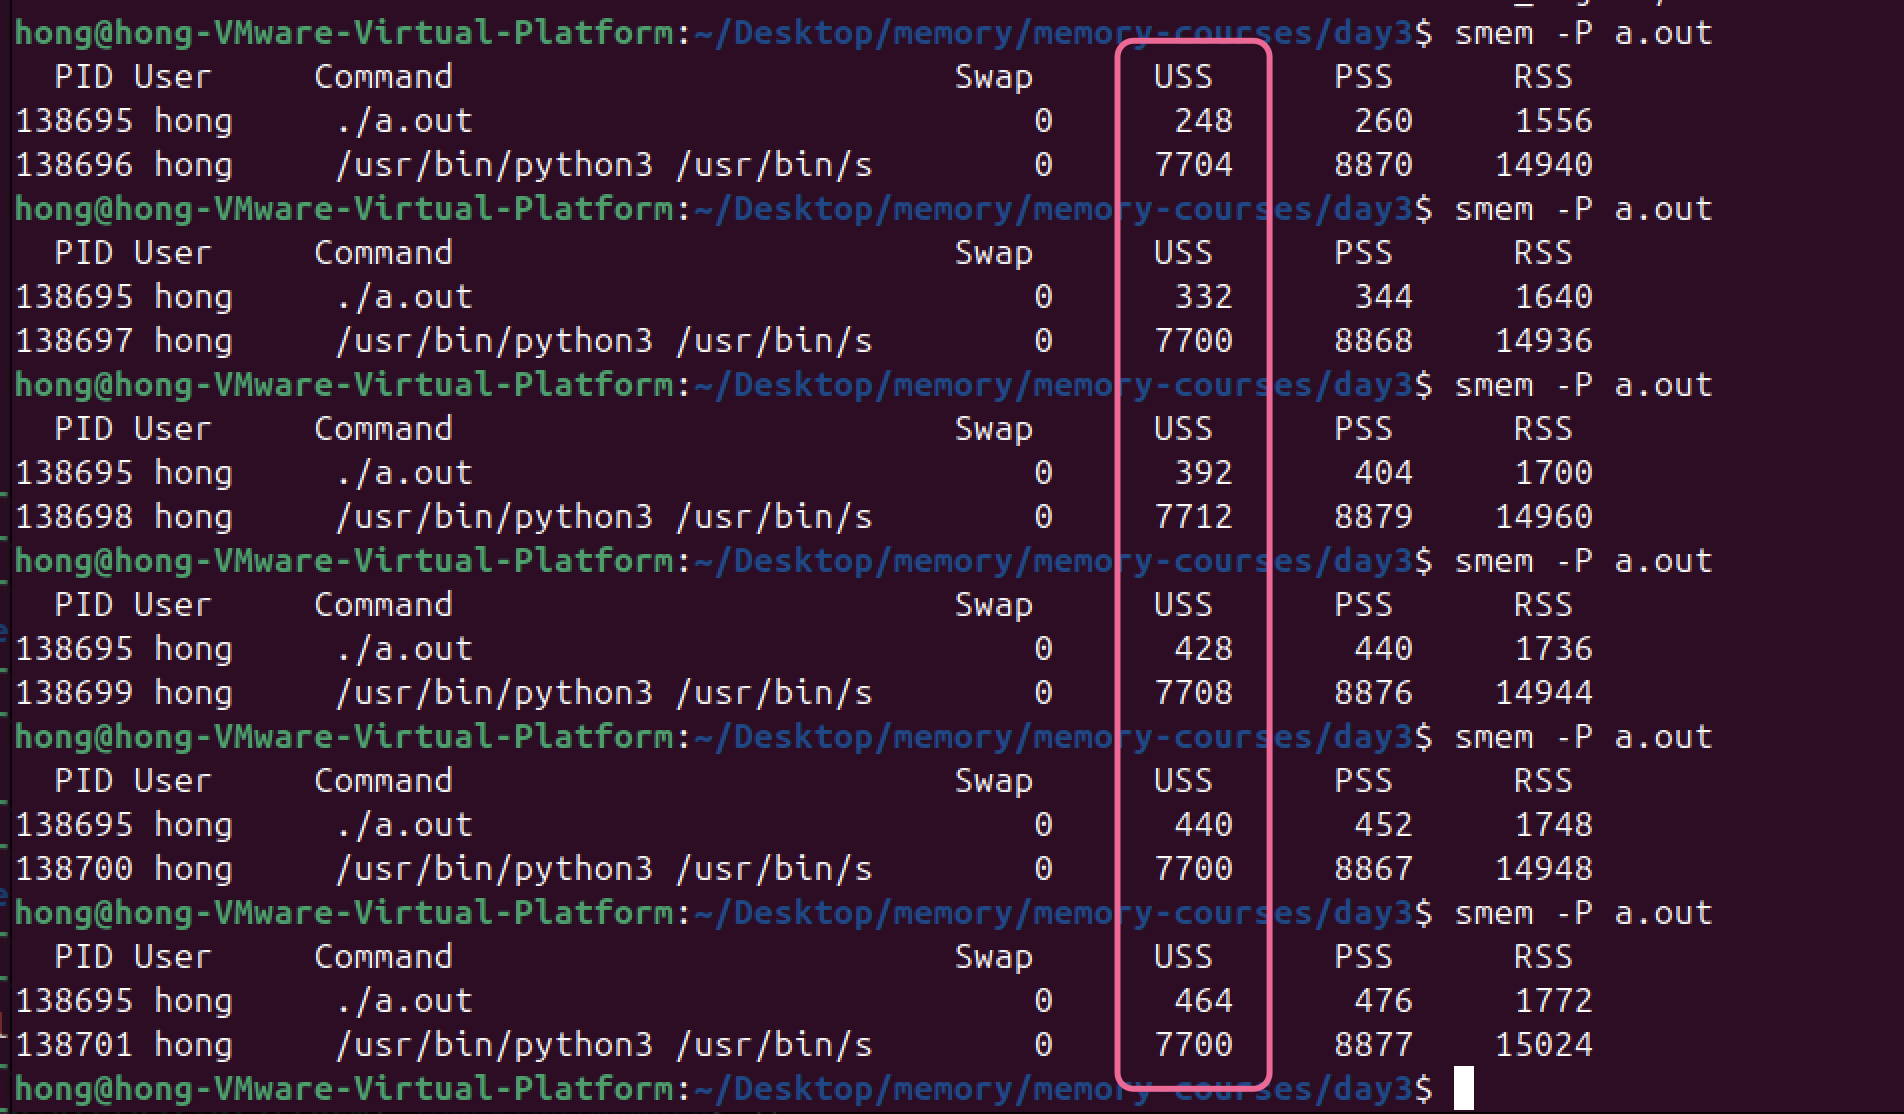 hong@hong-VMware-Virtual-Platform:~/Desktop/memory/memory-courses/day3$ smem -P a.out
  PID User     Command                         Swap      USS      PSS      RSS
138695 hong     ./a.out                            0      248      260     1556
138696 hong     /usr/bin/python3 /usr/bin/s        0     7704     8870    14940
hong@hong-VMware-Virtual-Platform:~/Desktop/memory/memory-courses/day3$ smem -P a.out
  PID User     Command                         Swap      USS      PSS      RSS
138695 hong     ./a.out                            0      332      344     1640
138697 hong     /usr/bin/python3 /usr/bin/s        0     7700     8868    14936
hong@hong-VMware-Virtual-Platform:~/Desktop/memory/memory-courses/day3$ smem -P a.out
  PID User     Command                         Swap      USS      PSS      RSS
138695 hong     ./a.out                            0      392      404     1700
138698 hong     /usr/bin/python3 /usr/bin/s        0     7712     8879    14960
hong@hong-VMware-Virtual-Platform:~/Desktop/memory/memory-courses/day3$ smem -P a.out
  PID User     Command                         Swap      USS      PSS      RSS
138695 hong     ./a.out                            0      428      440     1736
138699 hong     /usr/bin/python3 /usr/bin/s        0     7708     8876    14944
hong@hong-VMware-Virtual-Platform:~/Desktop/memory/memory-courses/day3$ smem -P a.out
  PID User     Command                         Swap      USS      PSS      RSS
138695 hong     ./a.out                            0      440      452     1748
138700 hong     /usr/bin/python3 /usr/bin/s        0     7700     8867    14948
hong@hong-VMware-Virtual-Platform:~/Desktop/memory/memory-courses/day3$ smem -P a.out
  PID User     Command                         Swap      USS      PSS      RSS
138695 hong     ./a.out                            0      464      476     1772
138701 hong     /usr/bin/python3 /usr/bin/s        0     7700     8877    15024
hong@hong-VMware-Virtual-Platform:~/Desktop/memory/memory-courses/day3$